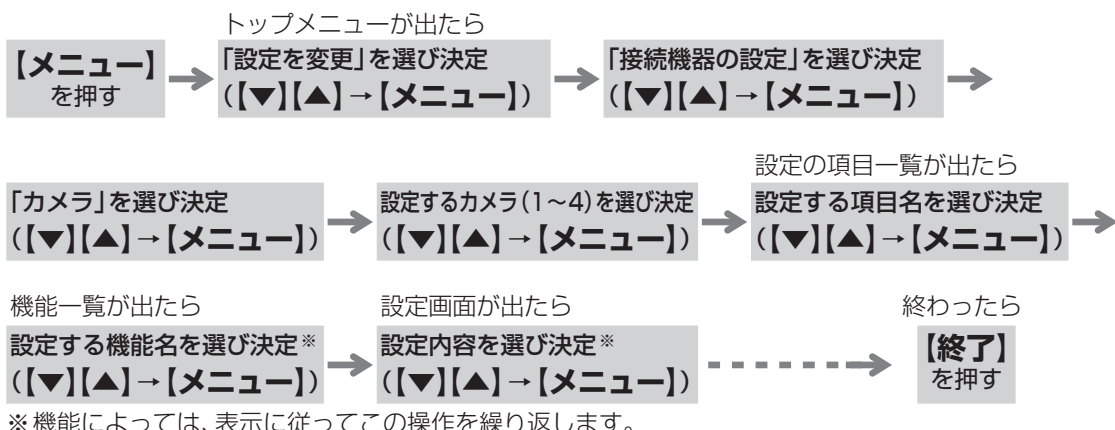 トップメニューが出たら
【メニュー】
を押す
「設定を変更」を選び決定
(【▼】【▲】→【メニュー】)
「接続機器の設定」を選び決定
(【▼】【▲】→【メニュー】)
「カメラ」を選び決定
(【▼】【▲】→【メニュー】)
設定するカメラ(1~4)を選び決定
(【▼】【▲】→【メニュー】)
設定の項目一覧が出たら
設定する項目名を選び決定
(【▼】【▲】→【メニュー】)
機能一覧が出たら
設定する機能名を選び決定※
(【▼】【▲】→【メニュー】)
設定画面が出たら
設定内容を選び決定※
(【▼】【▲】→【メニュー】)
終わったら
【終了】
を押す
※機能によっては、表示に従ってこの操作を繰り返します。